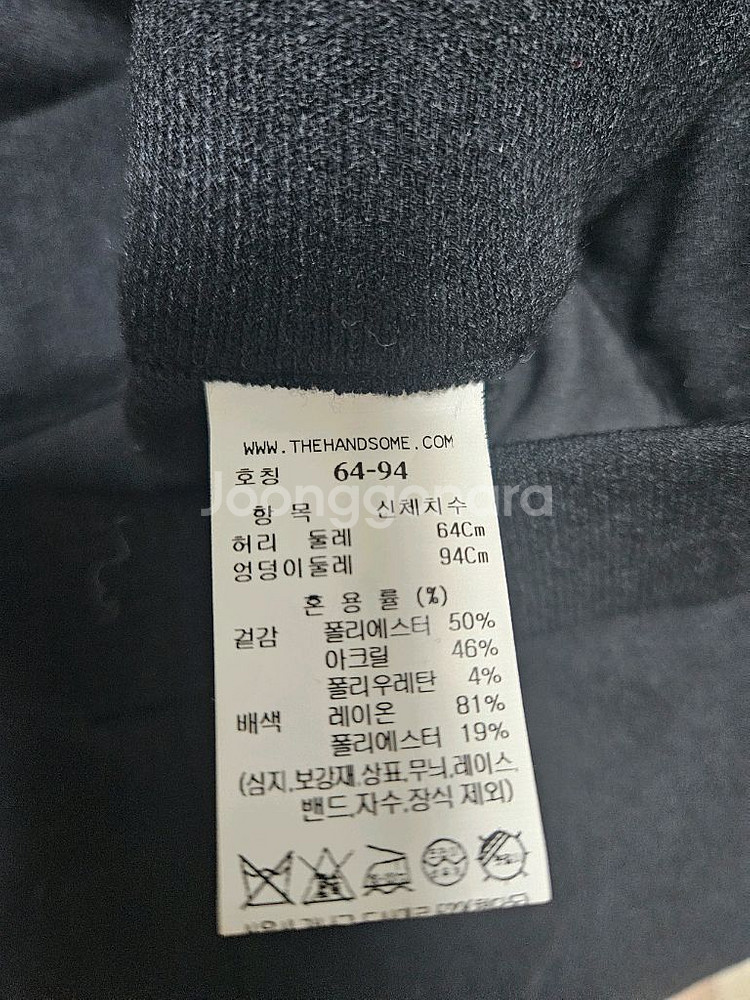 WWW.THEHANDSOME.COM
호칭 64-94
Joonggonara
항 목 신체치수
허리 둘레 64Cm
엉덩이둘레 94Cm
혼 용 률 (%)
겉감 폴리에스터 50%
아크릴 46%
폴리우레탄 4%
배색 레이온 81%
폴리에스터 19%
(심지,보강재,상표,무늬,레이스,
밴드,자수,장식 제외)